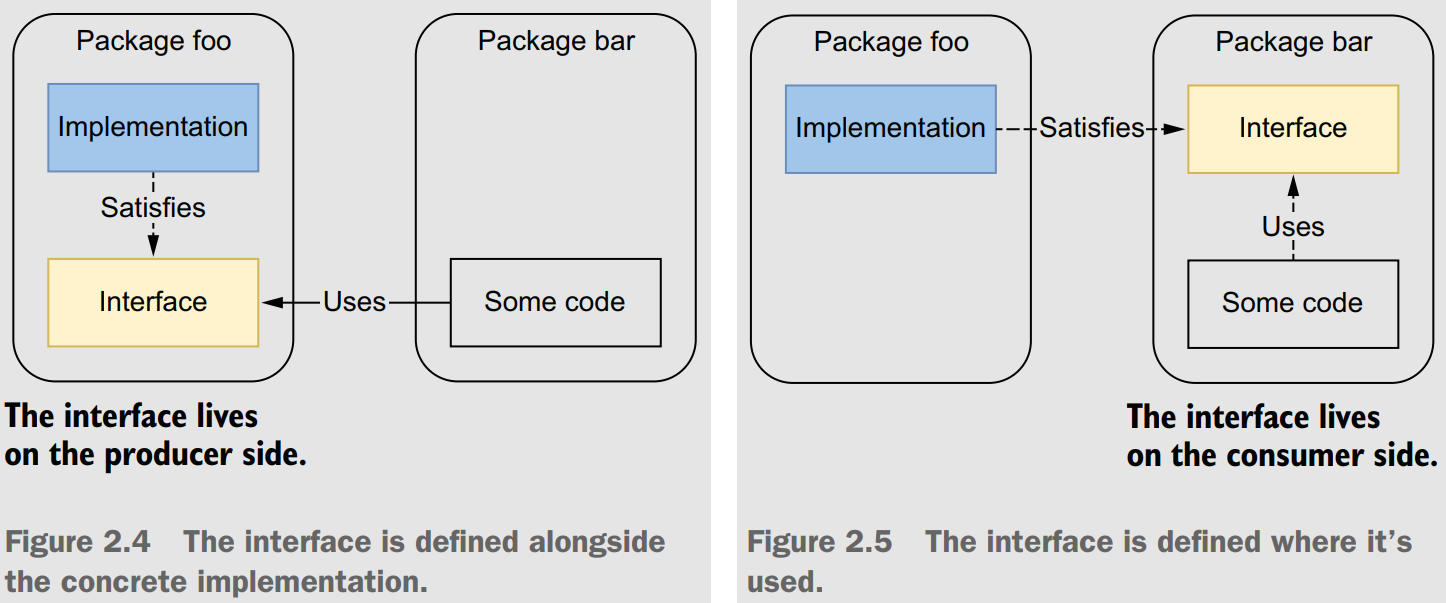 Package foo
Implementation
Satisfies
Interface
The interface lives
on the producer side.
Package bar
Uses
Some code
Figure 2.4 The interface is defined alongside
the concrete implementation.
Package foo
Implementation
Satisfies
Package bar
Interface
Uses
Some code
The interface lives
on the consumer side.
Figure 2.5 The interface is defined where it's
used.